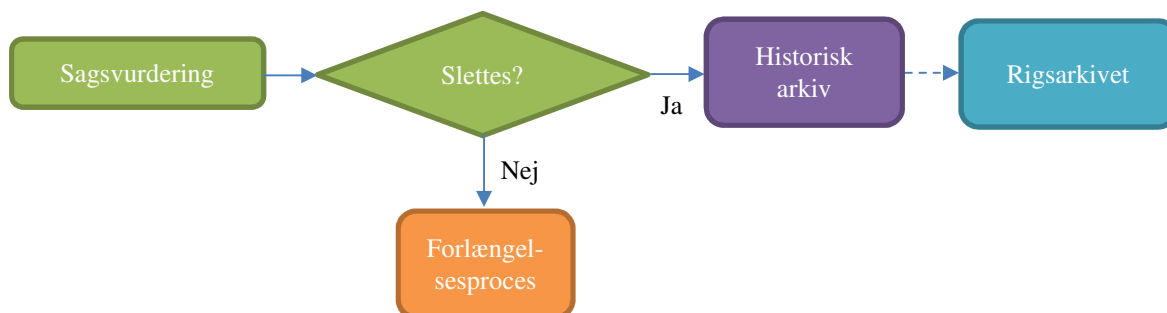 Sagsvurdering
Slettes?
Ja
Historisk
arkiv
Rigsarkivet
Nej
Forlængel-
sesproces